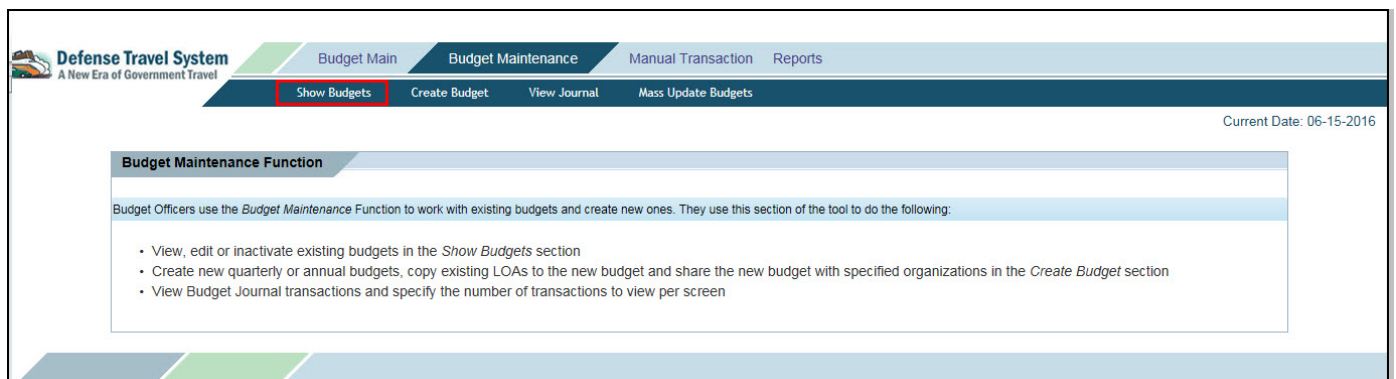 Defense Travel System
A New Era of Government Travel
Budget Main Budget Maintenance Manual Transaction Reports
Show Budgets Create Budget View Journal Mass Update Budgets
Current Date: 06-15-2016
Budget Maintenance Function
Budget Officers use the Budget Maintenance Function to work with existing budgets and create new ones. They use this section of the tool to do the following:
• View, edit or inactivate existing budgets in the Show Budgets section
• Create new quarterly or annual budgets, copy existing LOAs to the new budget and share the new budget with specified organizations in the Create Budget section
• View Budget Journal transactions and specify the number of transactions to view per screen